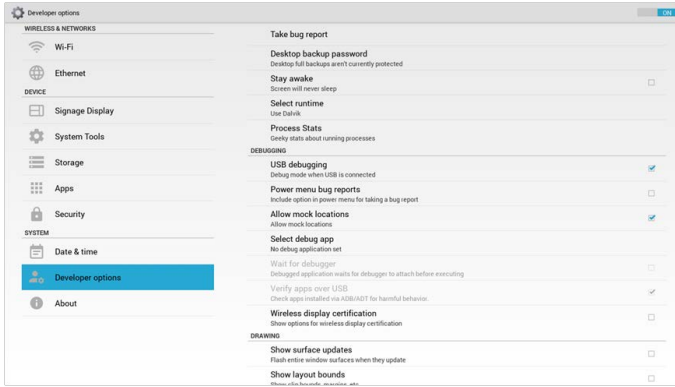 Developer options
ON
WIRELESS & NETWORKS
Wi-Fi
Ethernet
DEVICE
Signage Display
System Tools
Storage
Apps
Security
SYSTEM
Date & time
Developer options
About
Take bug report
Desktop backup password
Desktop full backups aren't currently protected
Stay awake
Screen will never sleep
Select runtime
Use Dalvik
Process Stats
Geeky stats about running processes
DEBUGGING
USB debugging
Debug mode when USB is connected
Power menu bug reports
Include option in power menu for taking a bug report
Allow mock locations
Allow mock locations
Select debug app
No debug application set
Wait for debugger
Debugged application waits for debugger to attach before executing
Verify apps over USB
Check apps installed via ADB/ADT for harmful behavior.
Wireless display certification
Show options for wireless display certification
DRAWING
Show surface updates
Flash entire window surfaces when they update
Show layout bounds
Show clip bounds, margins, etc.